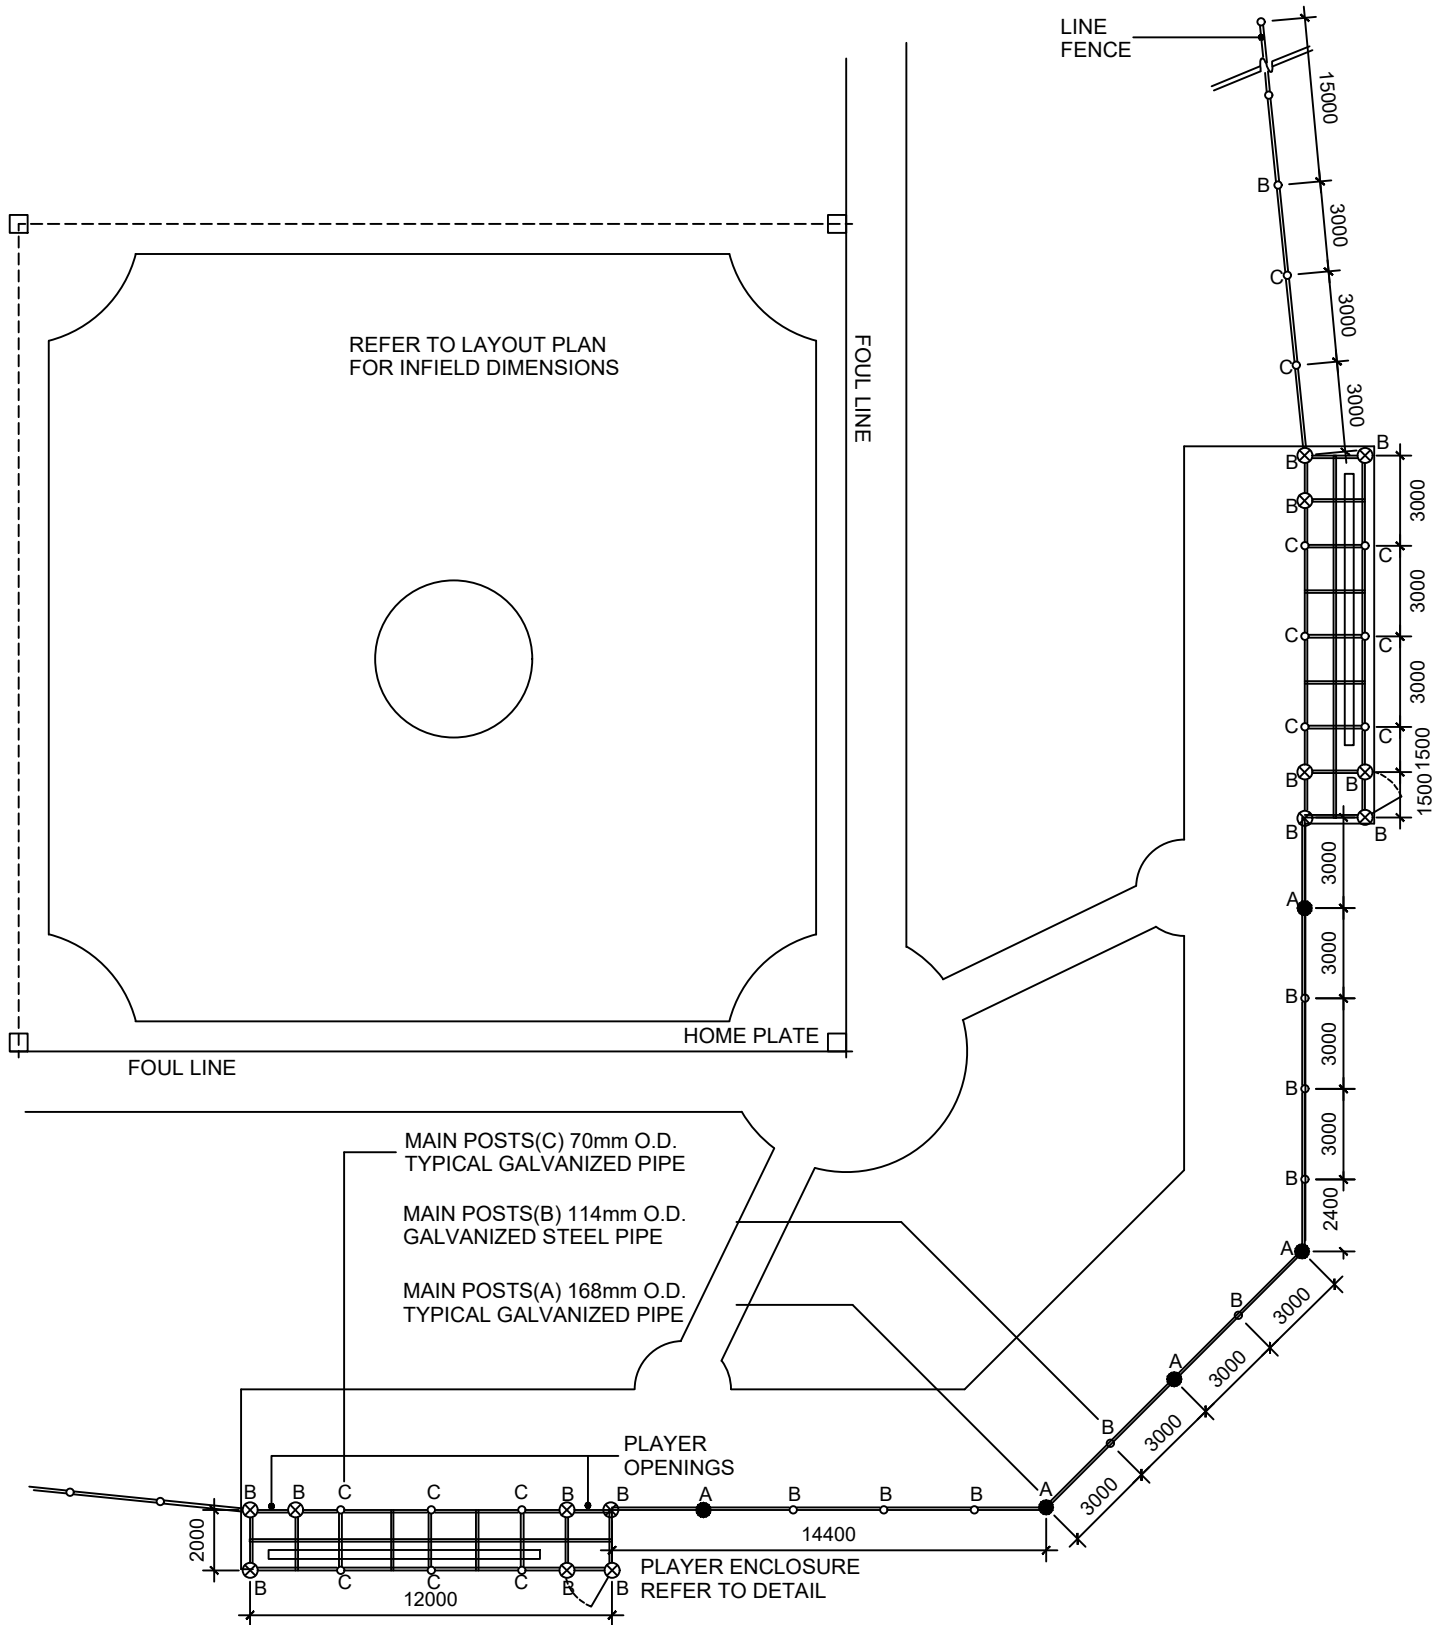 LINE
FENCE
15000
B
3000
C
3000
C
3000
REFER TO LAYOUT PLAN
FOR INFIELD DIMENSIONS
FOUL LINE
B
B
3000
B
C
C
3000
C
C
3000
C
C
1500
B
B
1500
B
B
3000
A
3000
B
3000
B
3000
B
2400
A
HOME PLATE
FOUL LINE
MAIN POSTS(C) 70mm O.D.
TYPICAL GALVANIZED PIPE
MAIN POSTS(B) 114mm O.D.
GALVANIZED STEEL PIPE
MAIN POSTS(A) 168mm O.D.
TYPICAL GALVANIZED PIPE
B
3000
A
3000
B
3000
A
3000
PLAYER
OPENINGS
B B C C C B B A B B B
2000
14400
B C C C B B
PLAYER ENCLOSURE
REFER TO DETAIL
12000